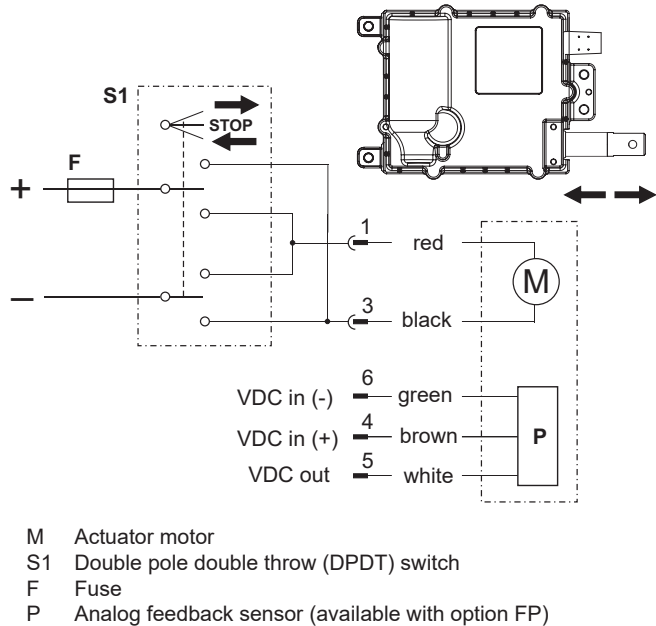 S1
STOP
F
+
1
red
M
–
3
black
6
VDC in (-) green
4
VDC in (+) brown
P
5
VDC out white
M Actuator motor
S1 Double pole double throw (DPDT) switch
F Fuse
P Analog feedback sensor (available with option FP)